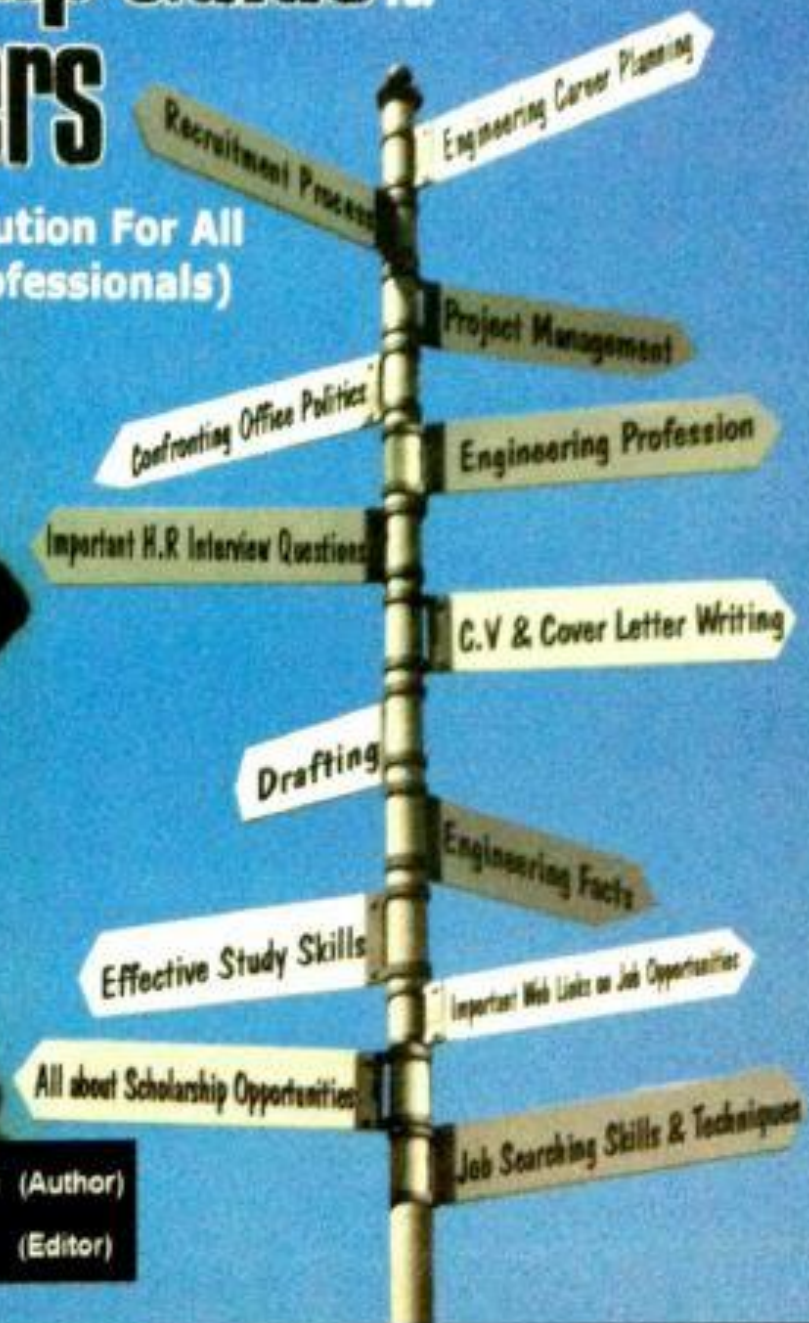 ers
ution For All
ofessionals)
Engineering Career Planning
Recruitment Process
Project Management
Confronting Office Politics
Engineering Profession
Important H.R Interview Questions
C.V & Cover Letter Writing
Drafting
Engineering Facts
Effective Study Skills
Important Web Links on Job Opportunities
All about Scholarship Opportunities
Job Searching Skills & Techniques
(Author)
(Editor)